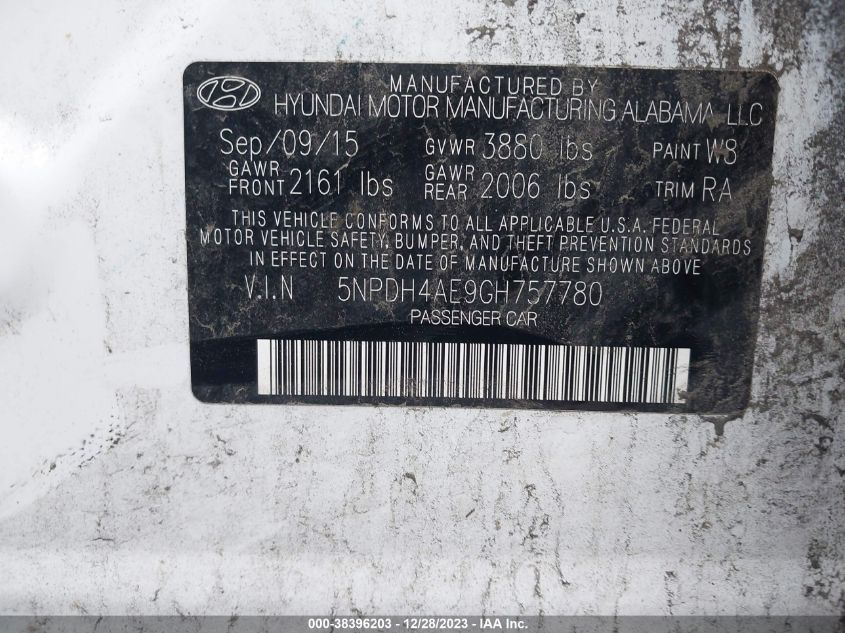 MANUFACTURED BY
HYUNDAI MOTOR MANUFACTURING ALABAMA, LLC
Sep/09/15 GVWR 3880 lbs PAINT W8
GAWR FRONT 2161 lbs GAWR REAR 2006 lbs TRIM RA
THIS VEHICLE CONFORMS TO ALL APPLICABLE U.S.A. FEDERAL
MOTOR VEHICLE SAFETY, BUMPER, AND THEFT PREVENTION STANDARDS
IN EFFECT ON THE DATE OF MANUFACTURE SHOWN ABOVE.
V.I.N 5NPDH4AE9GH757780
PASSENGER CAR
000-38396203 - 12/28/2023 - IAA Inc.